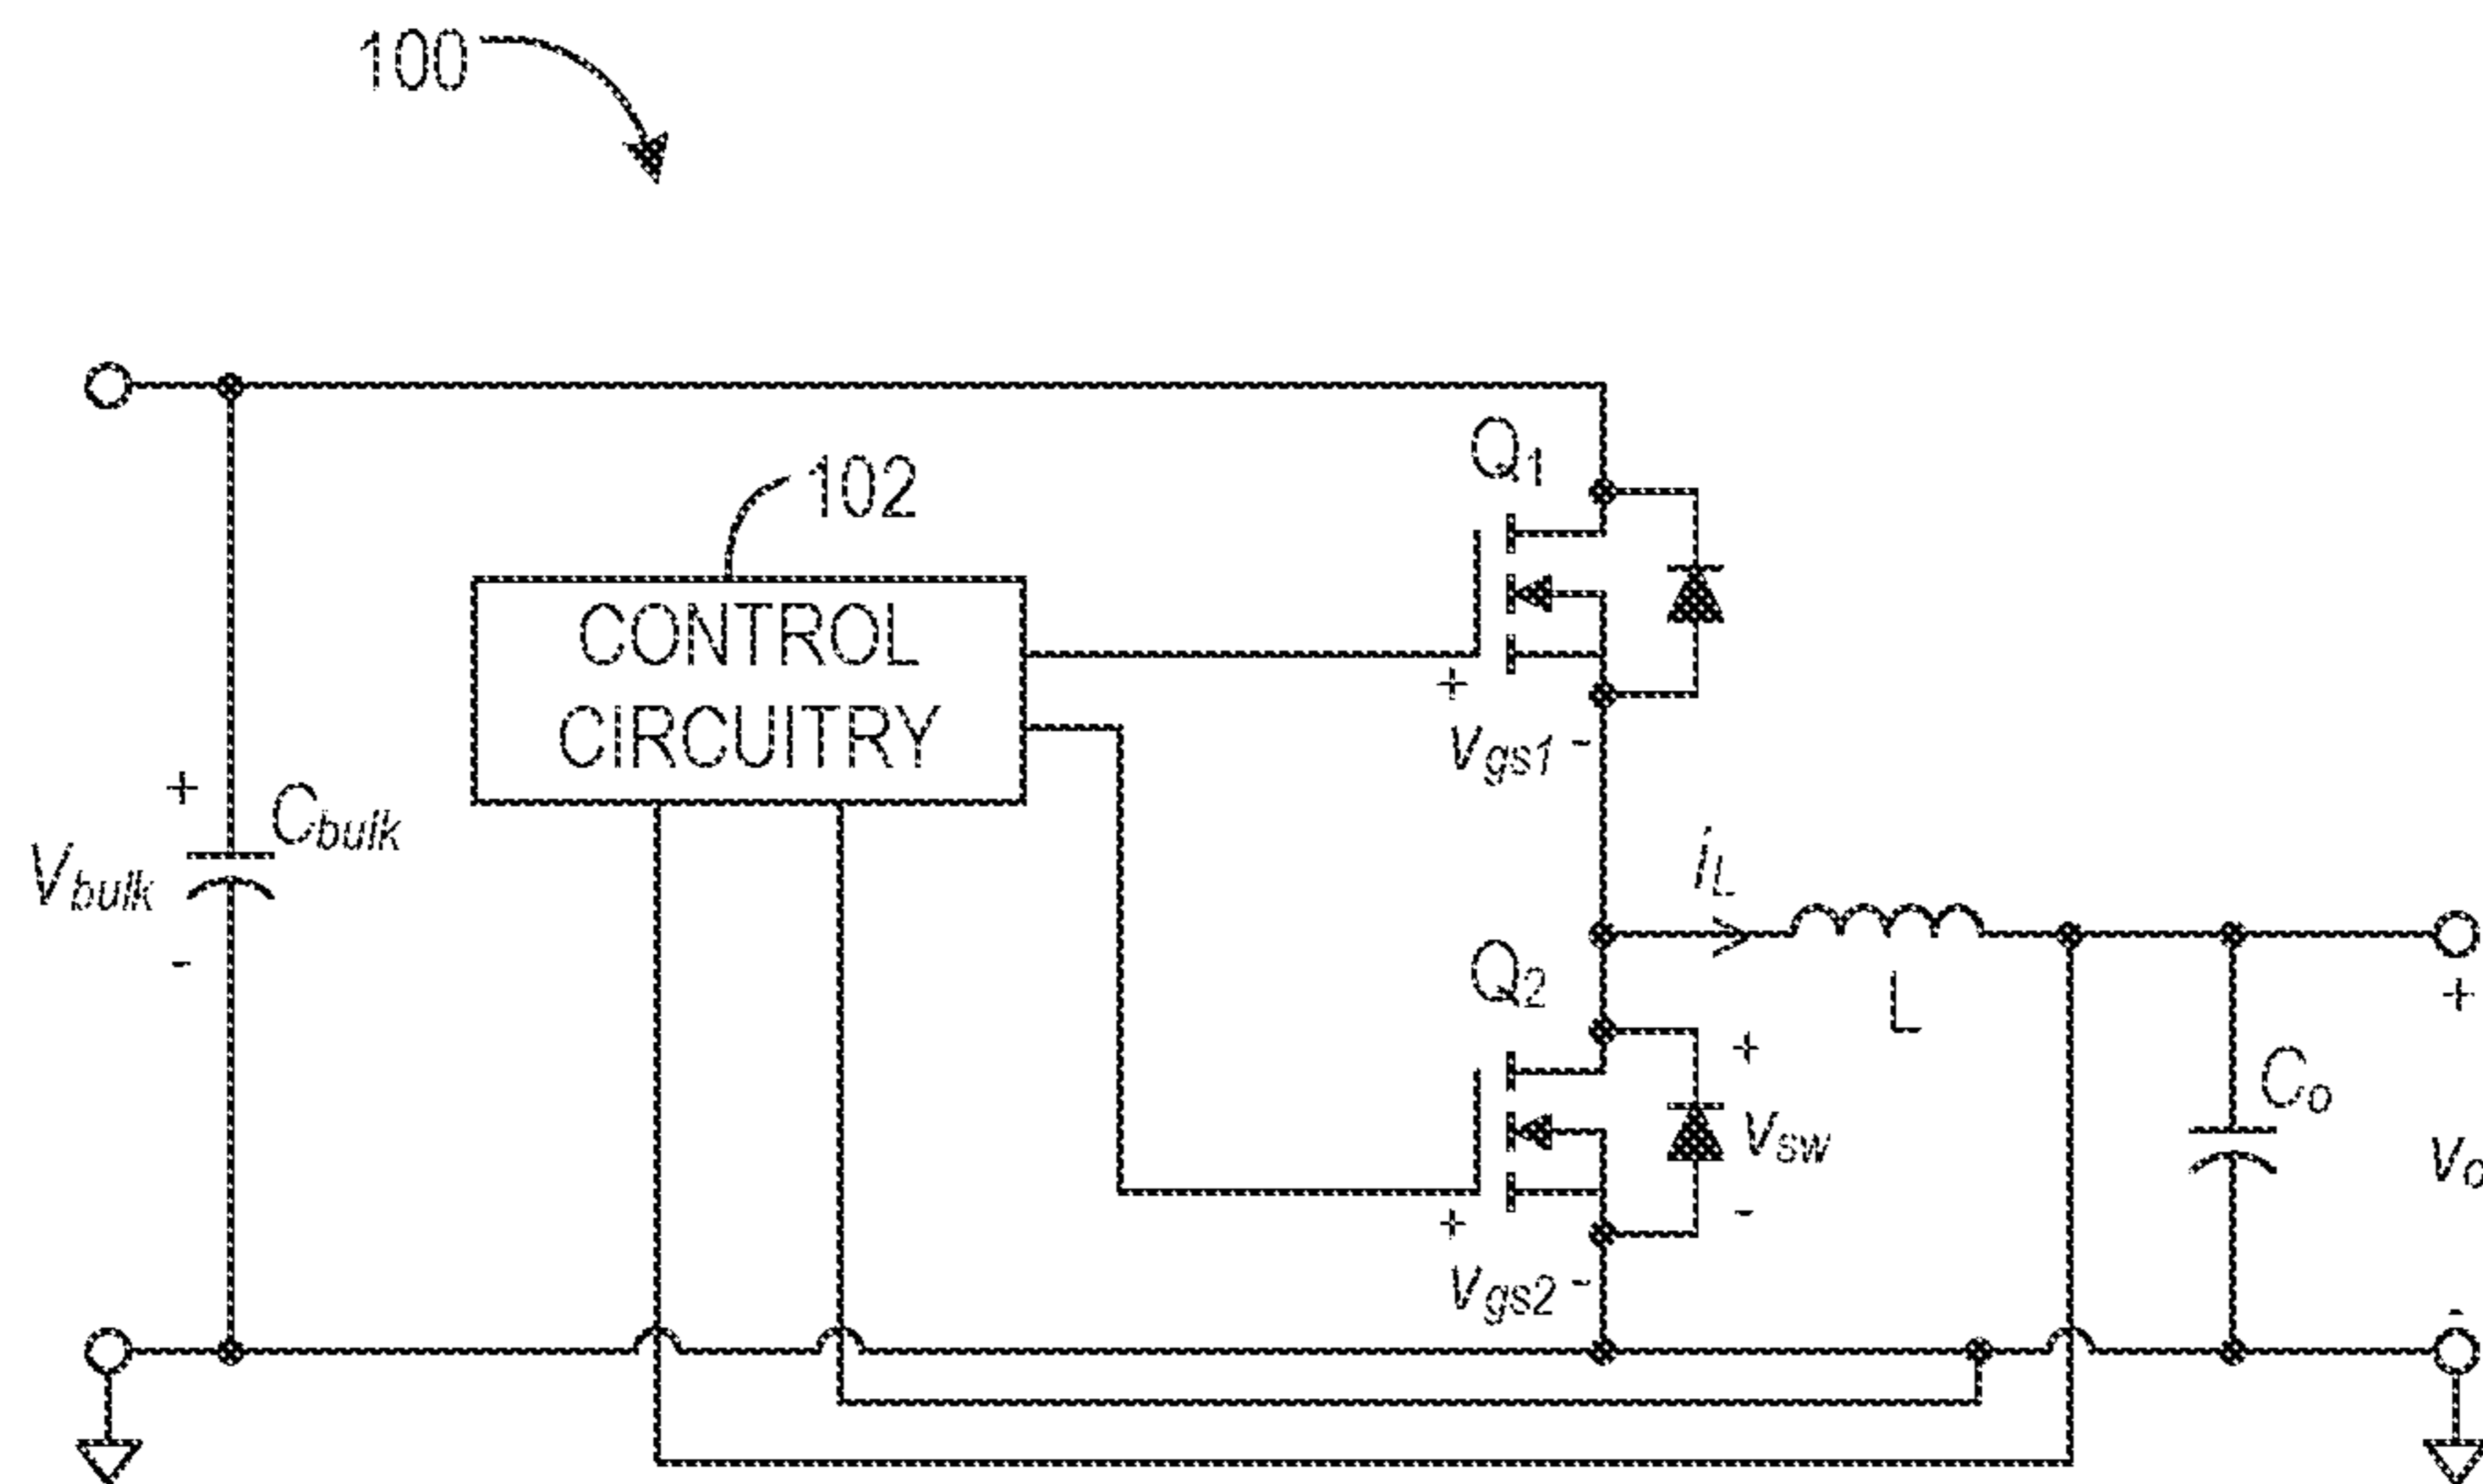 100
102
CONTROL
CIRCUITRY
Q1
+
Vgs1 -
+
Vbulk
Cbulk
-
iL
L
Q2
+
Vsw
-
+
Vgs2 -
Co
+
Vo
-